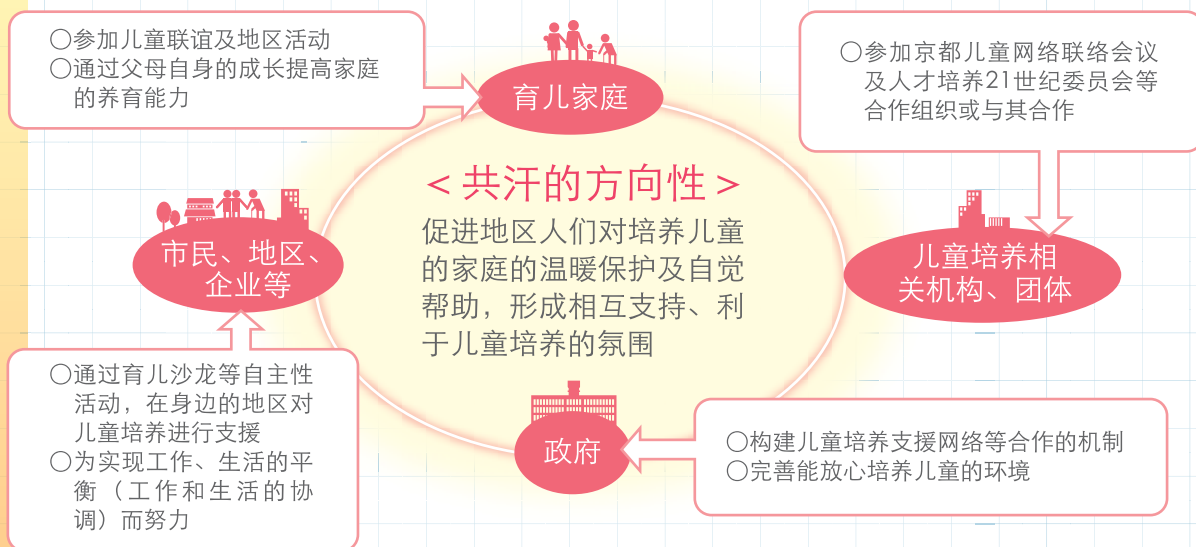 ○参加儿童联谊及地区活动
○通过父母自身的成长提高家庭
的养育能力
育儿家庭
○参加京都儿童网络联络会议
及人才培养21世纪委员会等
合作组织或与其合作
＜共汗的方向性＞
促进地区人们对培养儿童
的家庭的温暖保护及自觉
帮助，形成相互支持、利
于儿童培养的氛围
市民、地区、
企业等
儿童培养相
关机构、团体
○通过育儿沙龙等自主性
活动，在身边的地区对
儿童培养进行支援
○为实现工作、生活的平
衡（工作和生活的协
调）而努力
政府
○构建儿童培养支援网络等合作的机制
○完善能放心培养儿童的环境